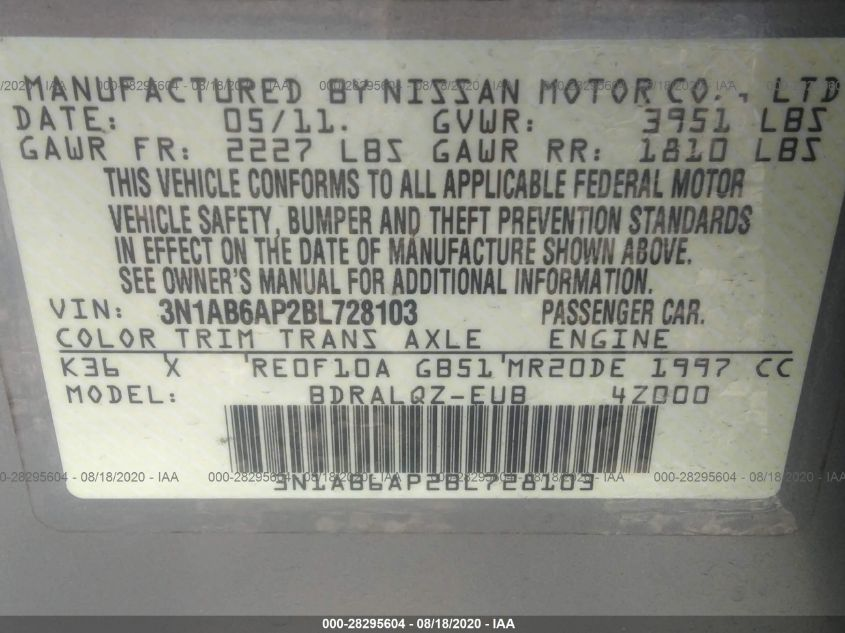 MANUFACTURED BY NISSAN MOTOR CO., LTD
DATE: 05/11. GVWR: 3951 LBS
GAWR FR: 2227 LBS GAWR RR: 1810 LBS
THIS VEHICLE CONFORMS TO ALL APPLICABLE FEDERAL MOTOR
VEHICLE SAFETY, BUMPER AND THEFT PREVENTION STANDARDS
IN EFFECT ON THE DATE OF MANUFACTURE SHOWN ABOVE.
SEE OWNER'S MANUAL FOR ADDITIONAL INFORMATION.
VIN: 3N1AB6AP2BL728103 PASSENGER CAR.
COLOR TRIM TRANS AXLE ENGINE
K36 X RE0F10A GB51 MR20DE 1997 CC
MODEL: BDRALQZ-EUB 4Z000
3N1AB6AP2BL728103
000-28295604 - 08/18/2020 - IAA